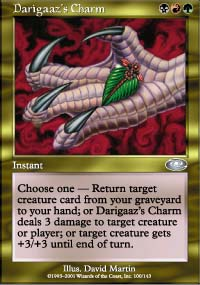 Darigaaz's Charm
Instant
Choose one — Return target
creature card from your graveyard
to your hand; or Darigaaz's Charm
deals 3 damage to target creature
or player; or target creature gets
+3/+3 until end of turn.
Illus. David Martin
©1993-2001 Wizards of the Coast, Inc. 100/143